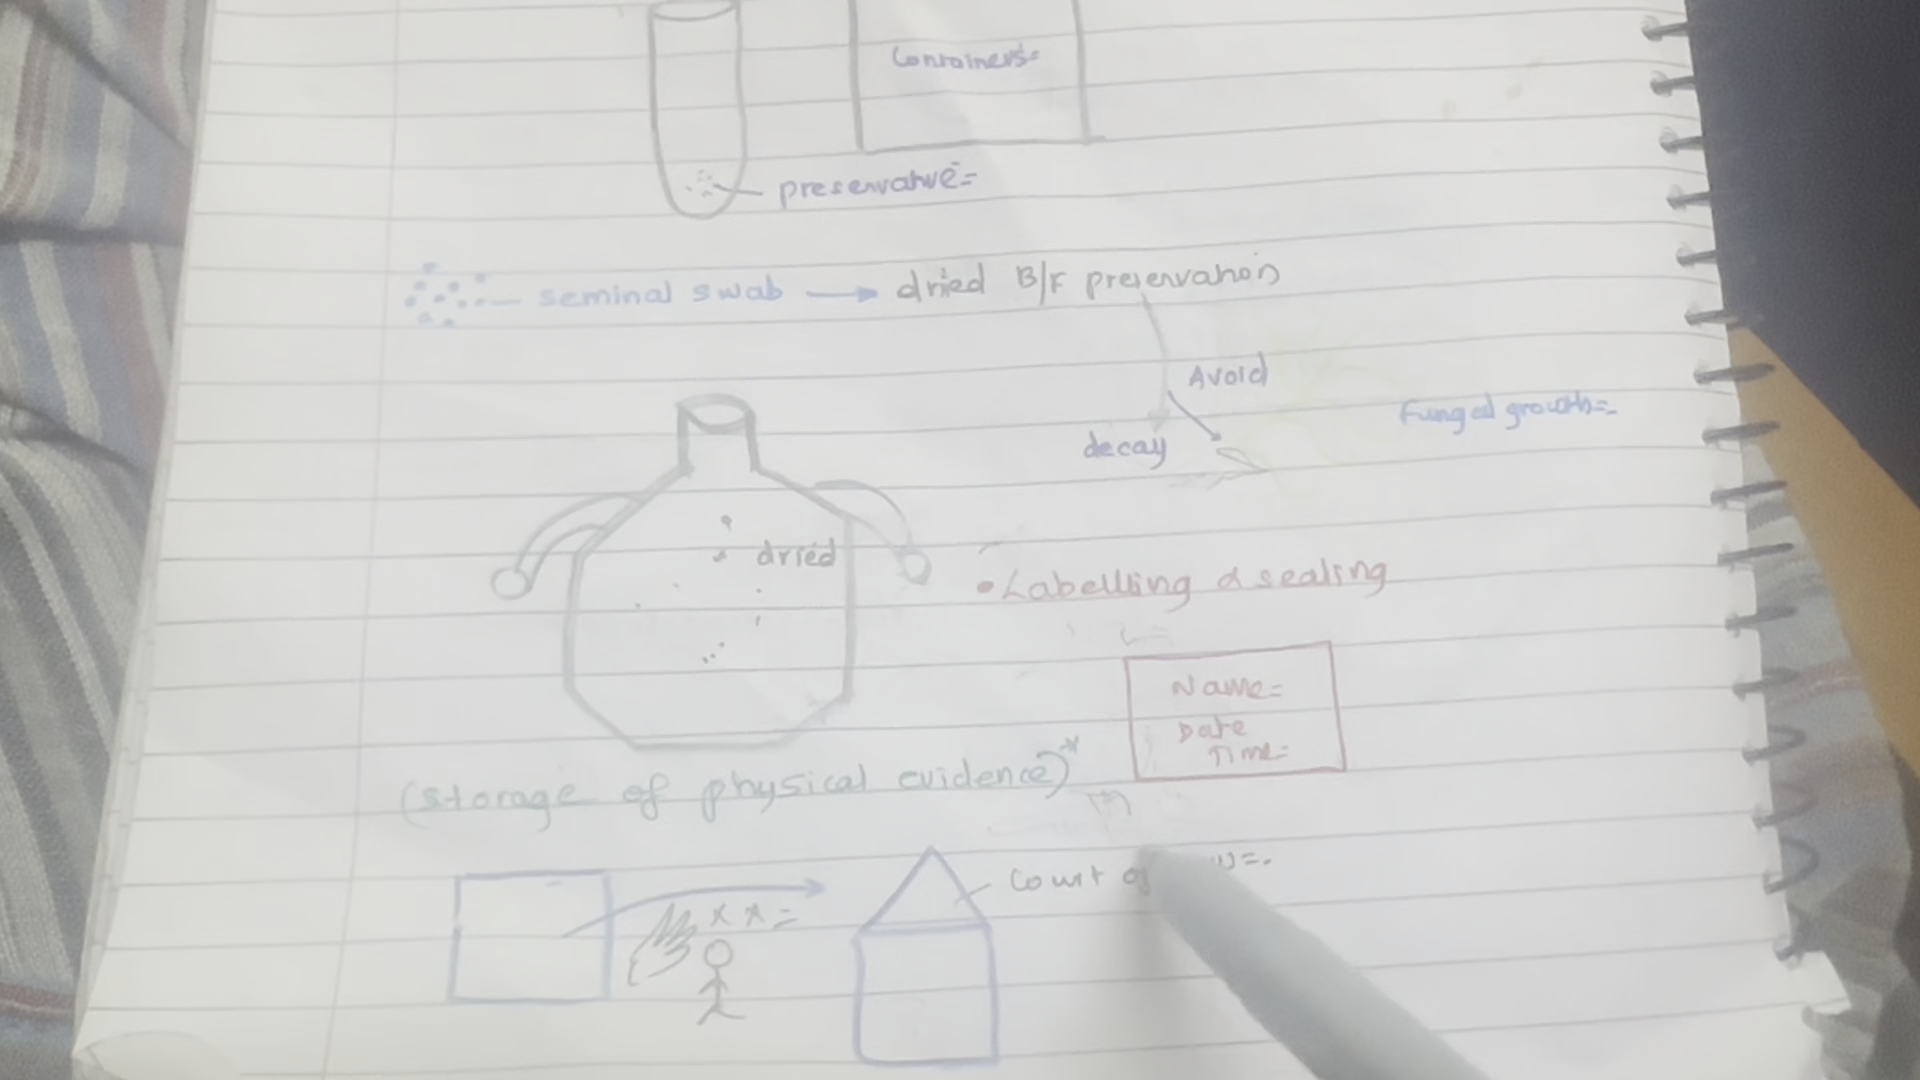 Containers=
preservative=
seminal swab → dried B/F preservation
Avoid
decay
Fungal growth=
dried
• Labelling & sealing
Name=
Date
Time=
(storage of physical evidence)*
Court
x x =